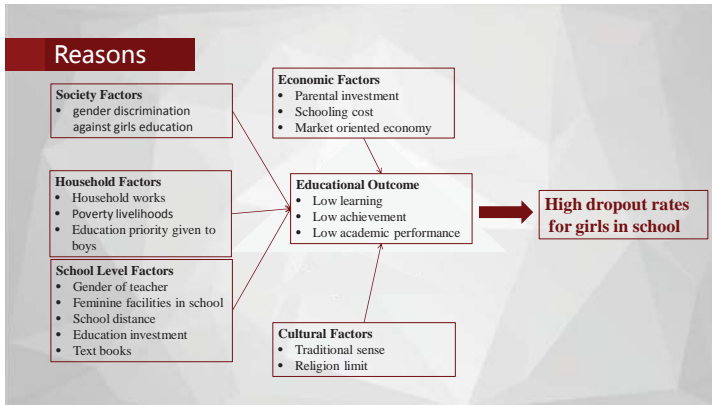 Reasons
Society Factors
• gender discrimination
against girls education
Household Factors
• Household works
• Poverty livelihoods
• Education priority given to
boys
School Level Factors
• Gender of teacher
• Feminine facilities in school
• School distance
• Education investment
• Text books
Economic Factors
• Parental investment
• Schooling cost
• Market oriented economy
Educational Outcome
• Low learning
• Low achievement
• Low academic performance
Cultural Factors
• Traditional sense
• Religion limit
High dropout rates
for girls in school